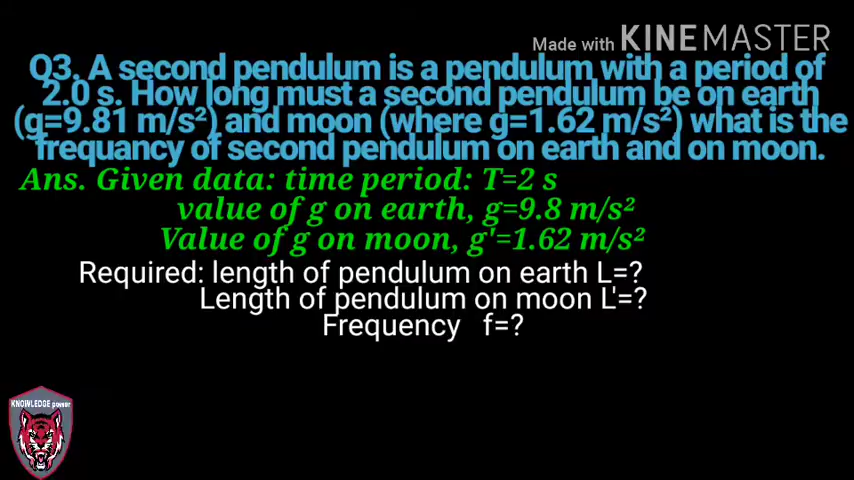 Made with KINEMASTER
Q3. A second pendulum is a pendulum with a period of
2.0 s. How long must a second pendulum be on earth
(g=9.81 m/s²) and moon (where g=1.62 m/s²) what is the
frequancy of second pendulum on earth and on moon.
Ans. Given data: time period: T=2 s
value of g on earth, g=9.8 m/s²
Value of g on moon, g'=1.62 m/s²
Required: length of pendulum on earth L=?
Length of pendulum on moon L'=?
Frequency f=?
KNOWLEDGE power